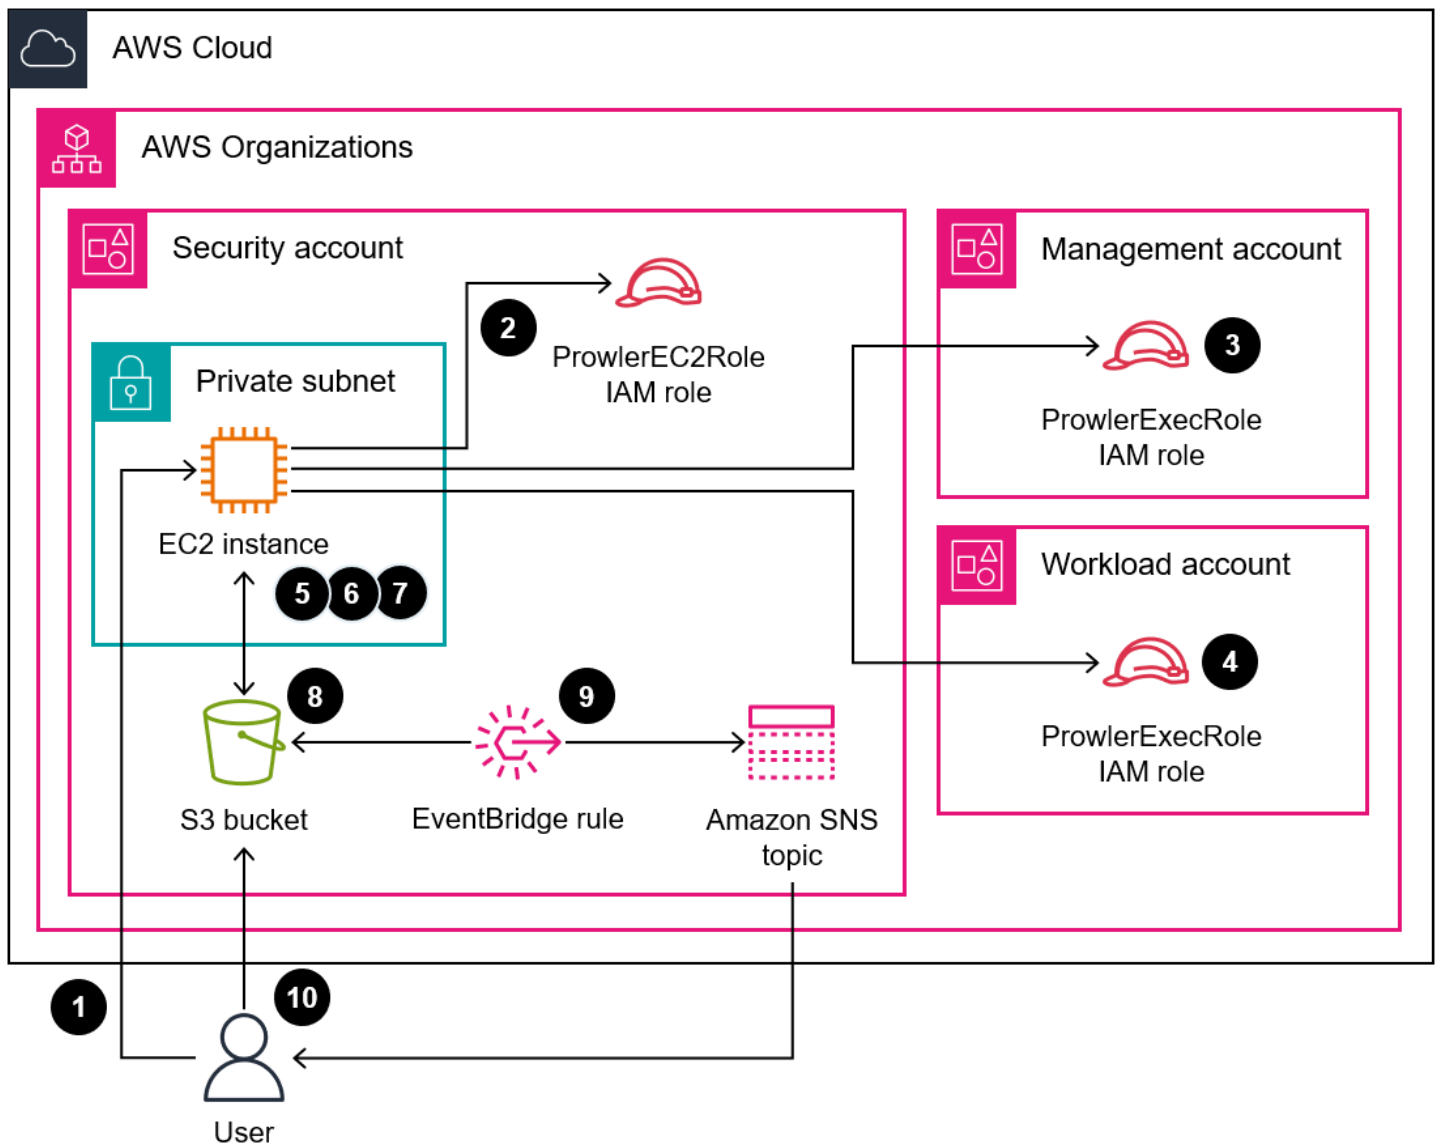 AWS Cloud
AWS Organizations
Security account
Management account
2
ProwlerEC2Role
IAM role
3
ProwlerExecRole
IAM role
Private subnet
EC2 instance
5 6 7
Workload account
4
ProwlerExecRole
IAM role
8
9
S3 bucket
EventBridge rule
Amazon SNS
topic
1
10
User